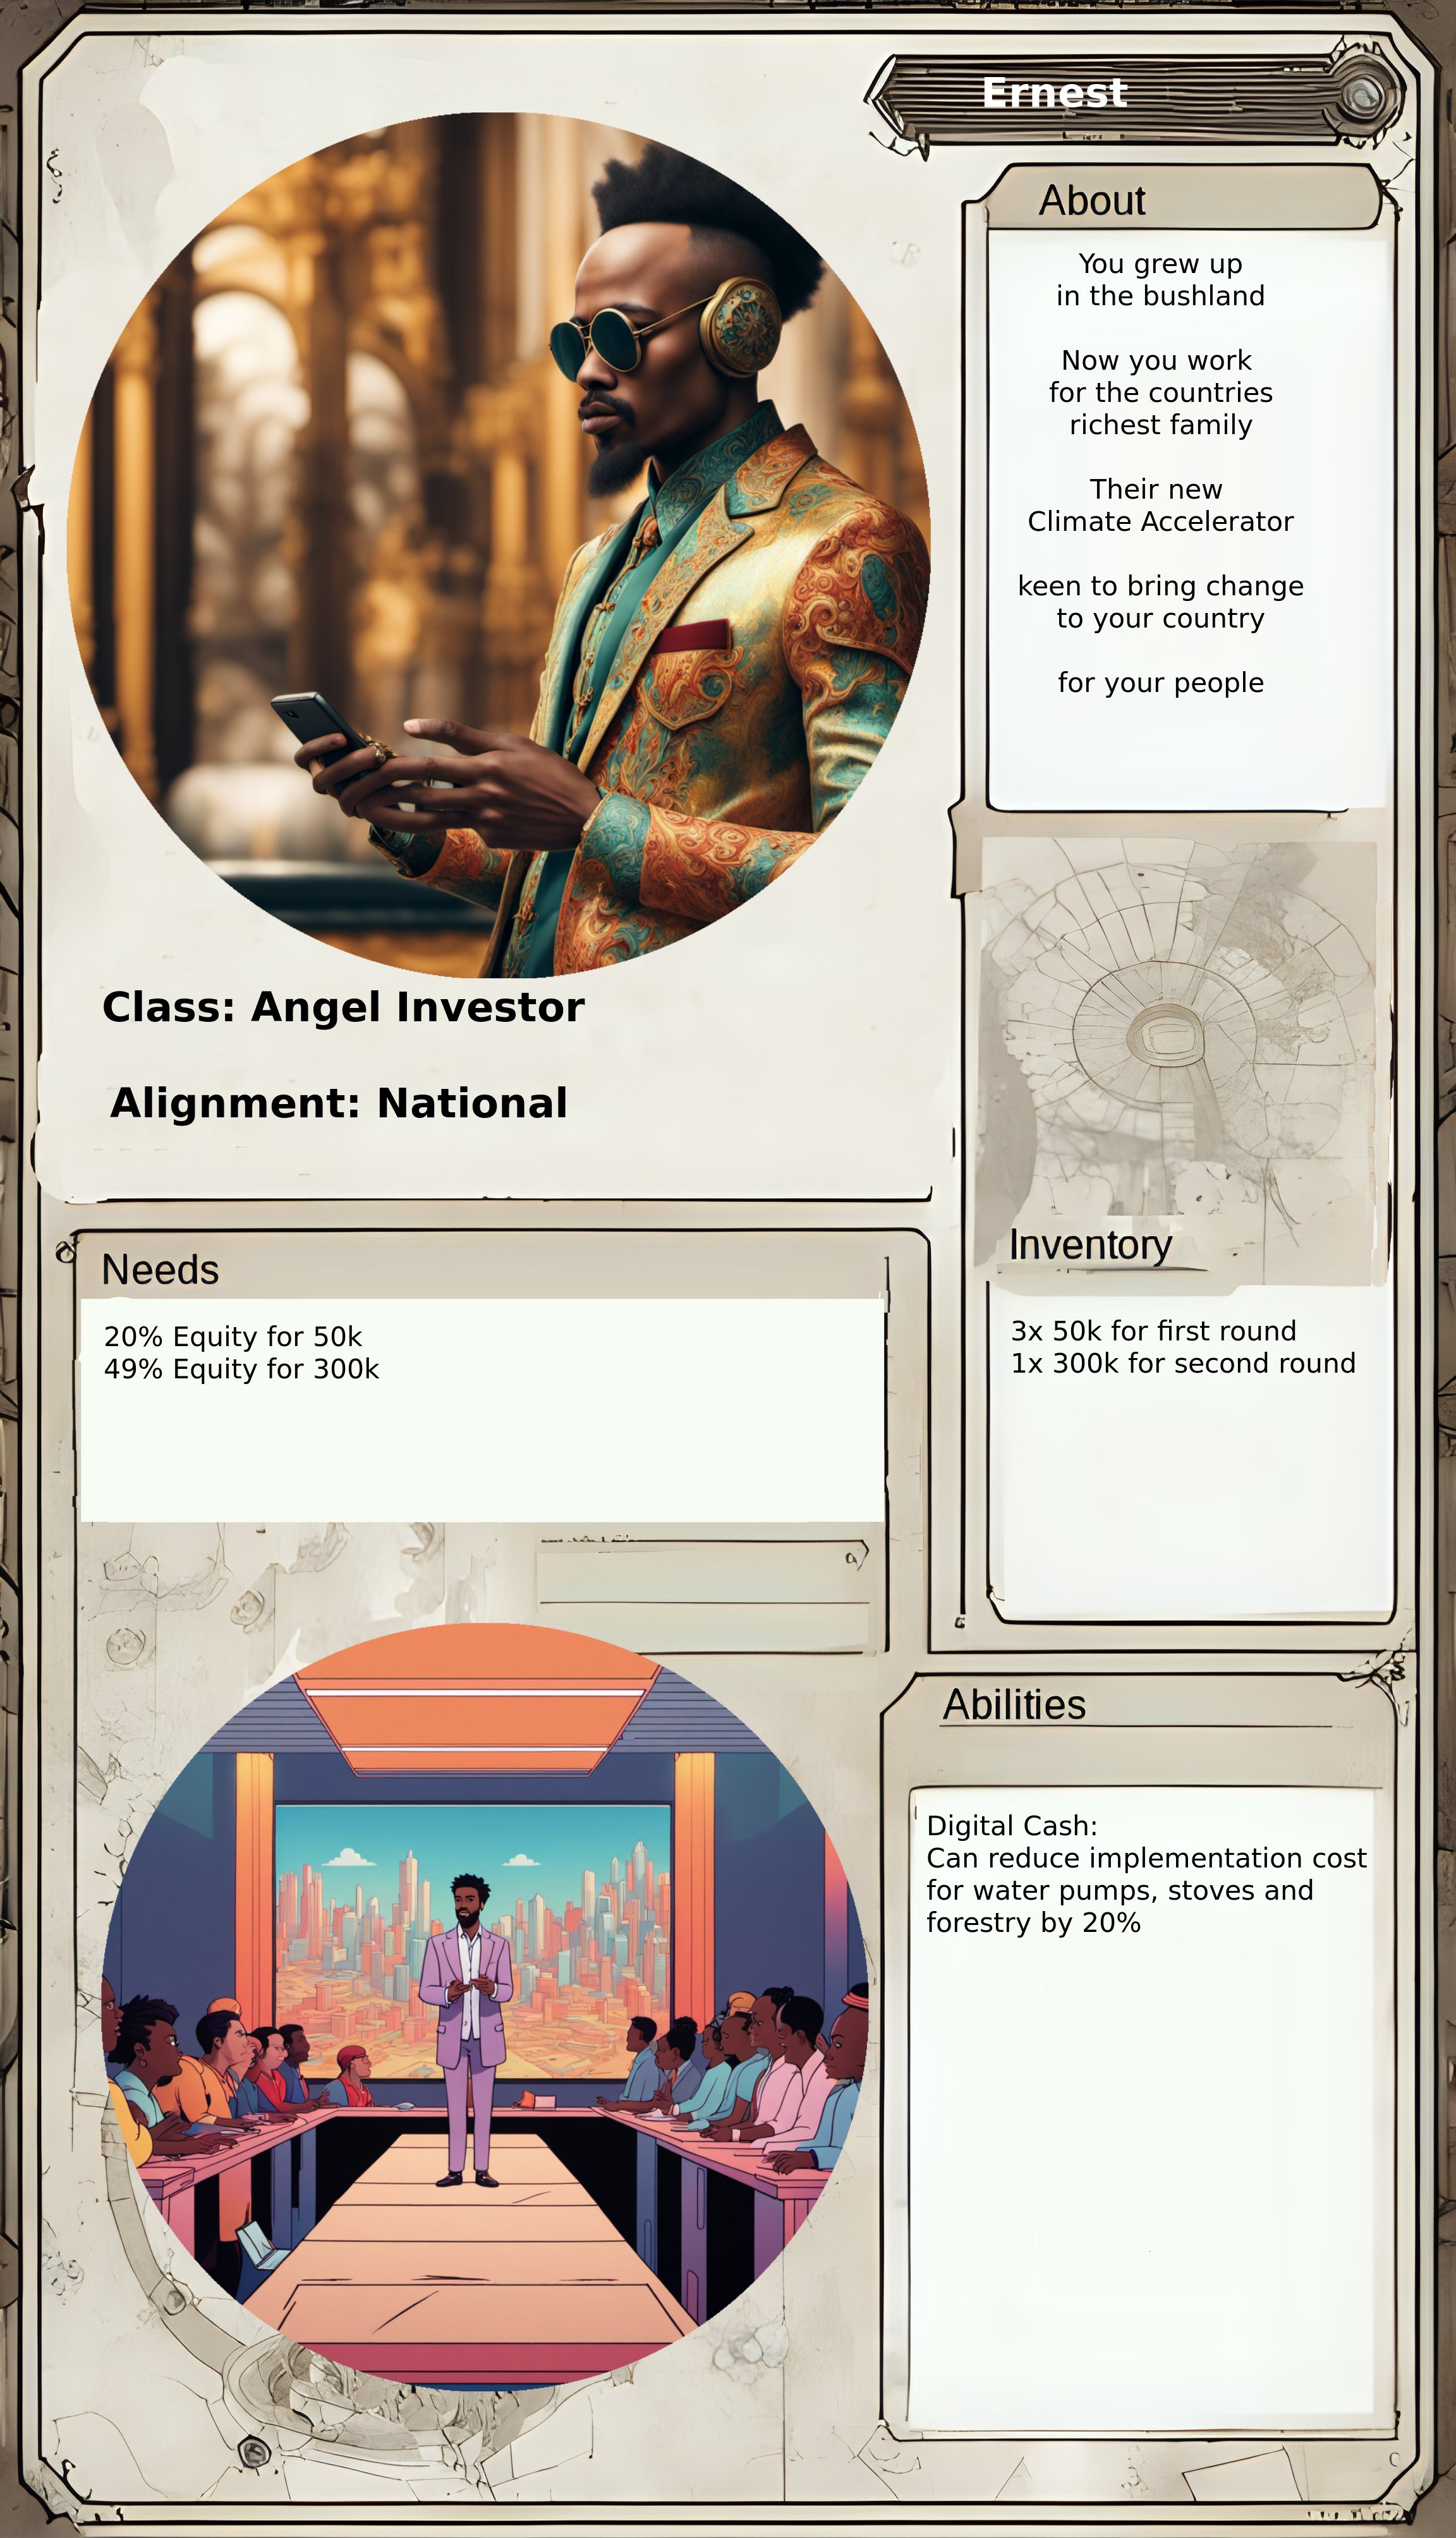 Ernest
About
You grew up
in the bushland
Now you work
for the countries
richest family
Their new
Climate Accelerator
keen to bring change
to your country
for your people
Class: Angel Investor
Alignment: National
Needs
20% Equity for 50k
49% Equity for 300k
Inventory
3x 50k for first round
1x 300k for second round
Abilities
Digital Cash:
Can reduce implementation cost
for water pumps, stoves and
forestry by 20%